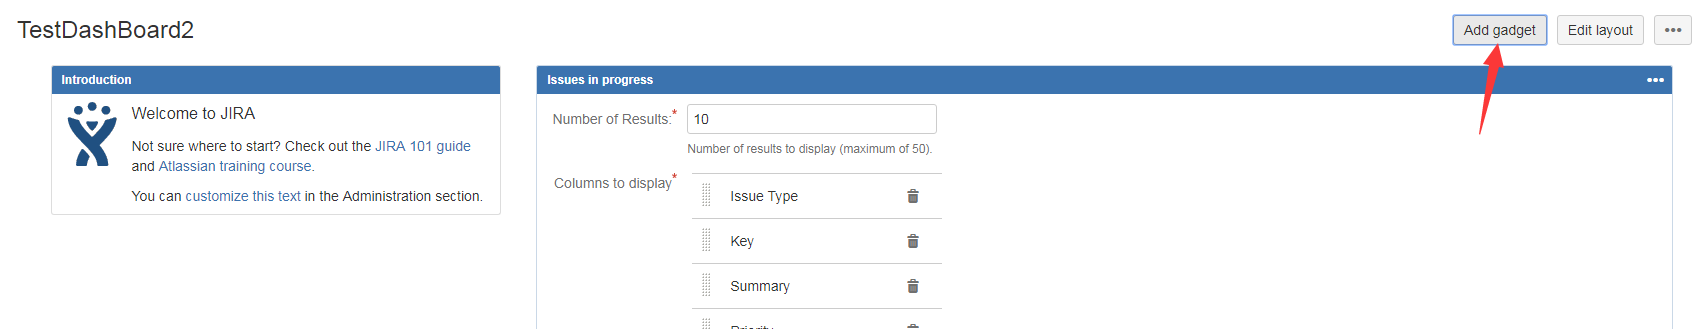 TestDashBoard2
Add gadget
Edit layout
Introduction
Welcome to JIRA
Not sure where to start? Check out the JIRA 101 guide
and Atlassian training course.
You can customize this text in the Administration section.
Issues in progress
Number of Results:*
10
Number of results to display (maximum of 50).
Columns to display*
Issue Type
Key
Summary
Priority